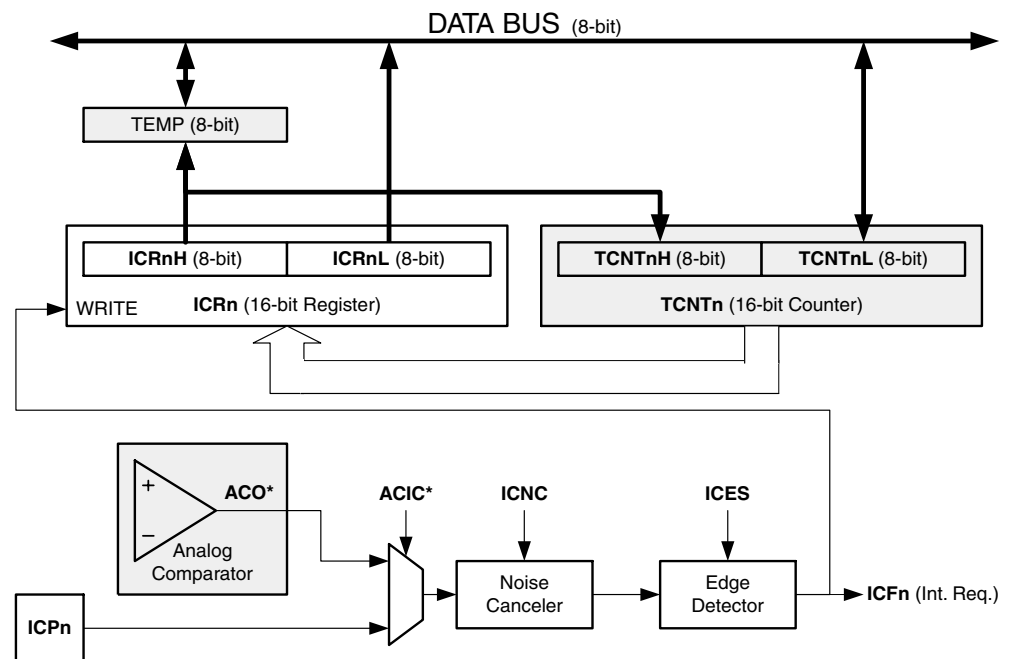 DATA BUS (8-bit)
TEMP (8-bit)
ICRnH (8-bit)
ICRnL (8-bit)
TCNTnH (8-bit)
TCNTnL (8-bit)
WRITE
ICRn (16-bit Register)
TCNTn (16-bit Counter)
+
−
ACO*
Analog
Comparator
ACIC*
ICNC
ICES
Noise
Canceler
Edge
Detector
ICFn (Int. Req.)
ICPn